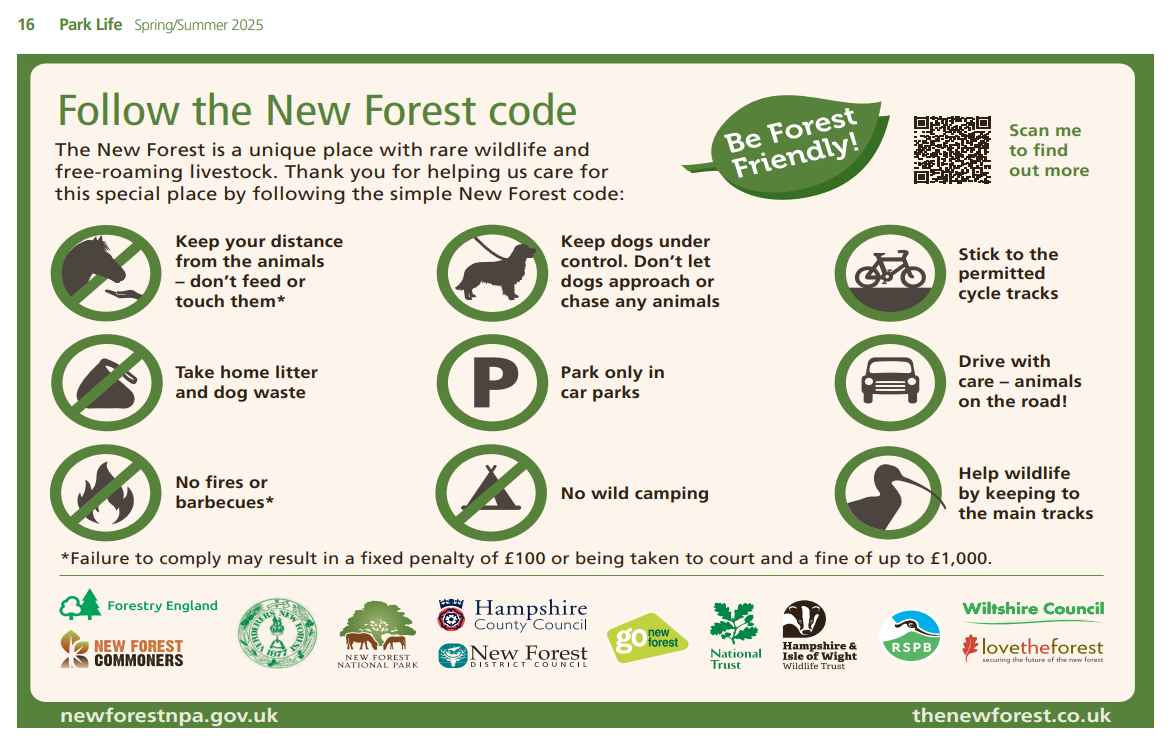 16 Park Life Spring/Summer 2025
Follow the New Forest code
The New Forest is a unique place with rare wildlife and
free-roaming livestock. Thank you for helping us care for
this special place by following the simple New Forest code:
Be Forest
Friendly!
Scan me
to find
out more
Keep your distance
from the animals
– don’t feed or
touch them*
Keep dogs under
control. Don’t let
dogs approach or
chase any animals
Stick to the
permitted
cycle tracks
Take home litter
and dog waste
P
Park only in
car parks
Drive with
care – animals
on the road!
No fires or
barbecues*
No wild camping
Help wildlife
by keeping to
the main tracks
*Failure to comply may result in a fixed penalty of £100 or being taken to court and a fine of up to £1,000.
Forestry England
NEW FOREST
COMMONERS
1877
NEW FOREST
NATIONAL PARK
Hampshire
County Council
New Forest
DISTRICT COUNCIL
go new
forest
National
Trust
Hampshire &
Isle of Wight
Wildlife Trust
RSPB
Wiltshire Council
lovetheforest
securing the future of the new forest
newforestnpa.gov.uk
thenewforest.co.uk